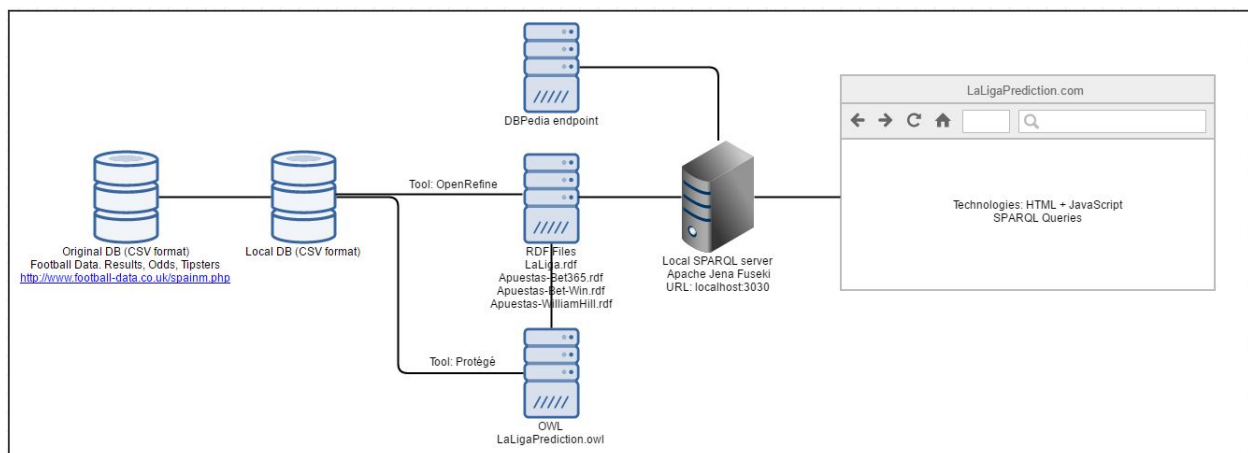 DBPedia endpoint
LaLigaPrediction.com
Original DB (CSV format)
Football Data. Results, Odds, Tipsters
http://www.football-data.co.uk/spainm.php
Local DB (CSV format)
Tool: OpenRefine
RDF Files
LaLiga.rdf
Apuestas-Bet365.rdf
Apuestas-Bet-Win.rdf
Apuestas-WilliamHill.rdf
Local SPARQL server
Apache Jena Fuseki
URL: localhost:3030
Technologies: HTML + JavaScript
SPARQL Queries
Tool: Protégé
OWL
LaLigaPrediction.owl